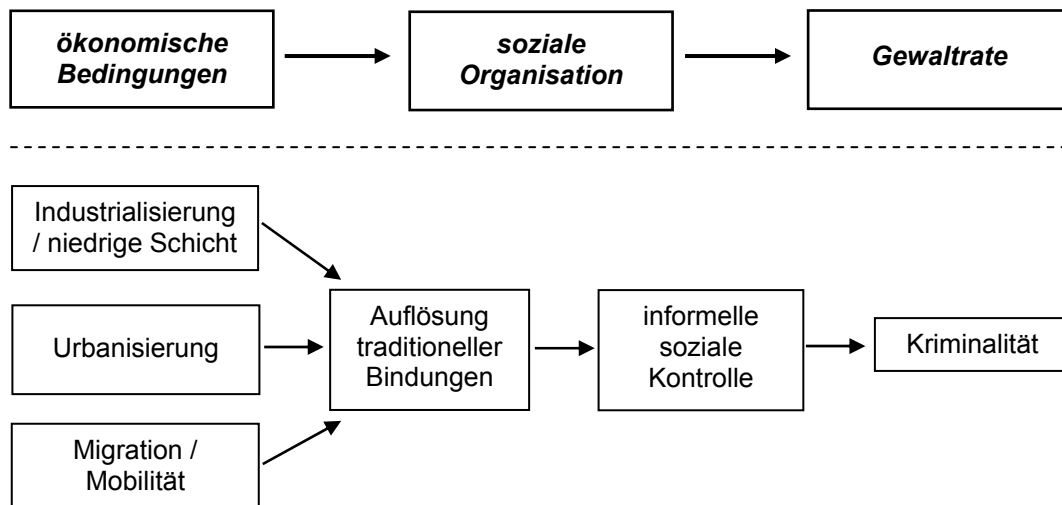 ökonomische
Bedingungen
soziale
Organisation
Gewaltrate
Industrialisierung
/ niedrige Schicht
Urbanisierung
Migration /
Mobilität
Auflösung
traditioneller
Bindungen
informelle
soziale
Kontrolle
Kriminalität